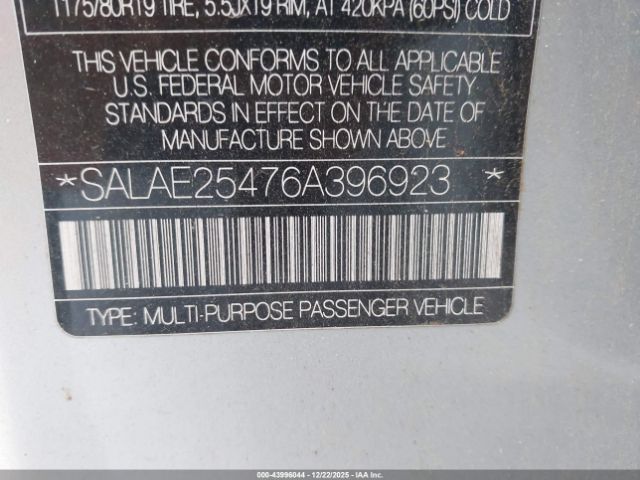 T175/80R19 TIRE, 5.5JX19 RIM, AT 420KPA (60PSI) COLD
THIS VEHICLE CONFORMS TO ALL APPLICABLE
U.S. FEDERAL MOTOR VEHICLE SAFETY
STANDARDS IN EFFECT ON THE DATE OF
MANUFACTURE SHOWN ABOVE
*SALAE25476A396923 *
TYPE: MULTI-PURPOSE PASSENGER VEHICLE
000-43996044 - 12/22/2025 - IAA